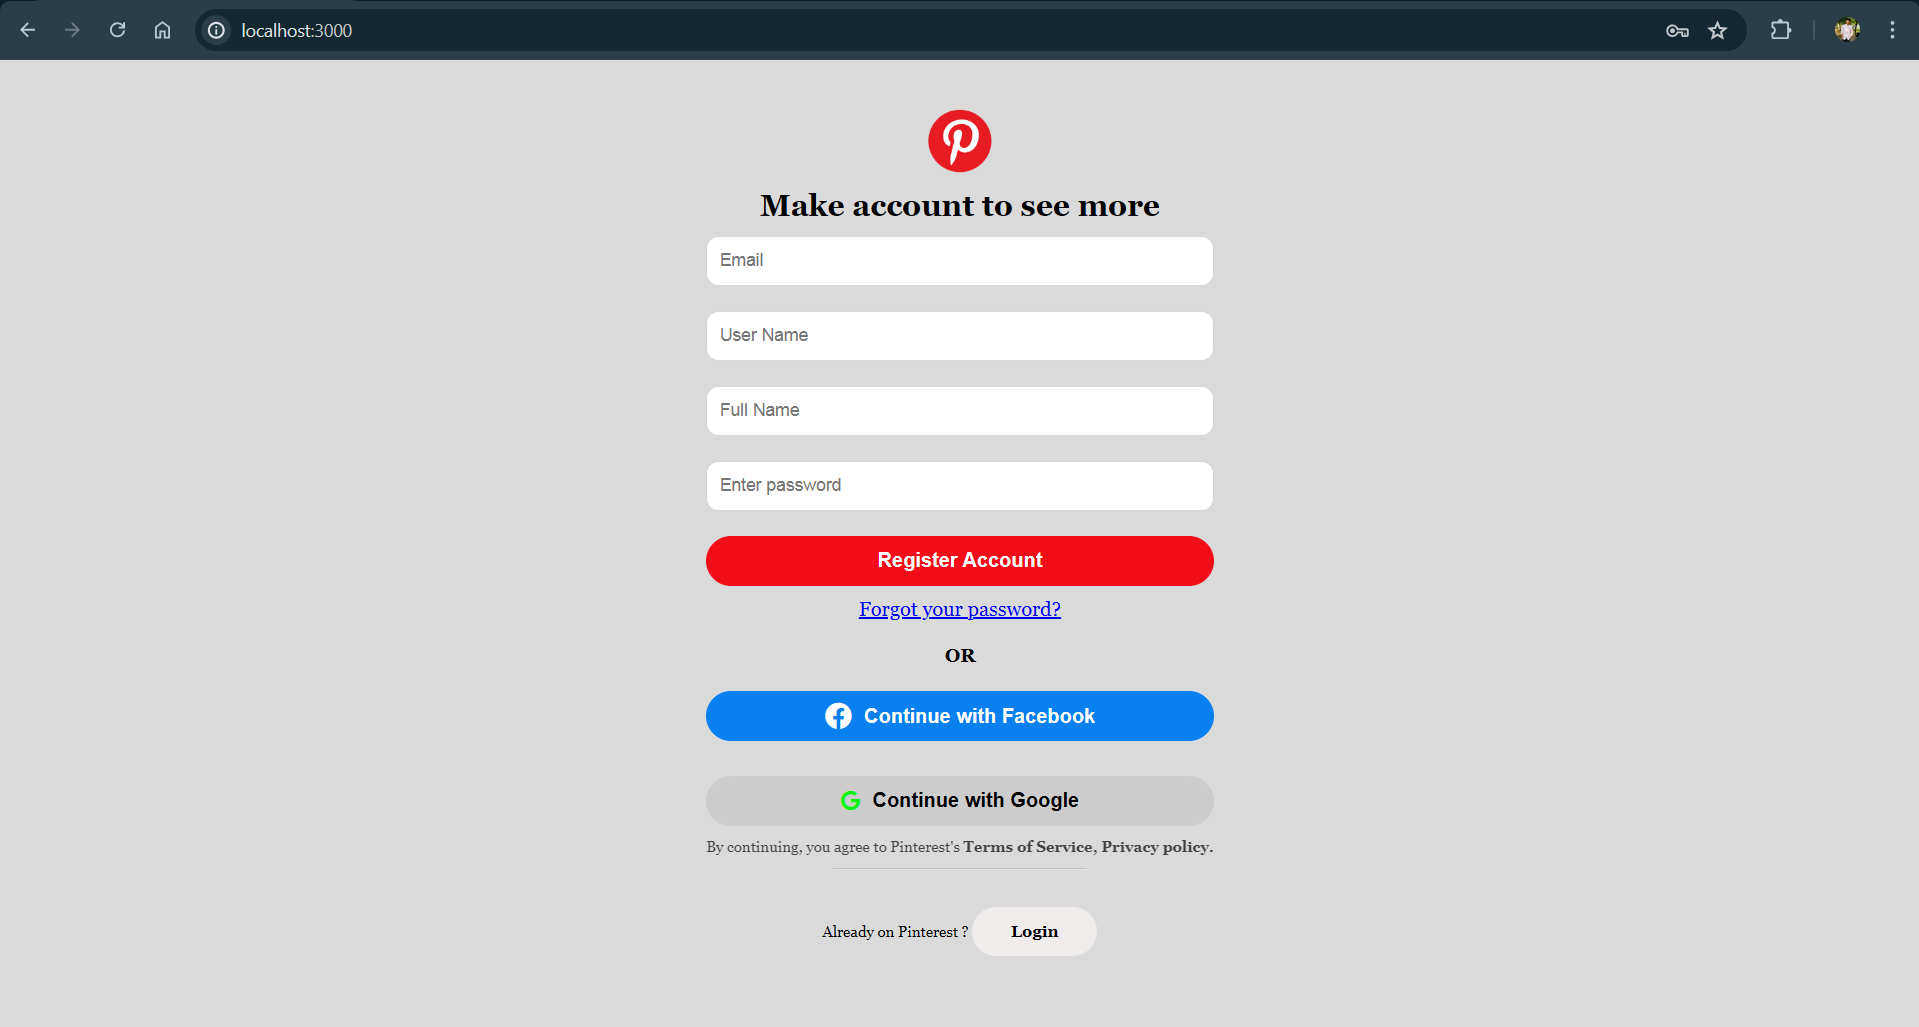 localhost:3000
Make account to see more
Email
User Name
Full Name
Enter password
Register Account
Forgot your password?
OR
Continue with Facebook
G Continue with Google
By continuing, you agree to Pinterest's Terms of Service, Privacy policy.
Already on Pinterest ? Login